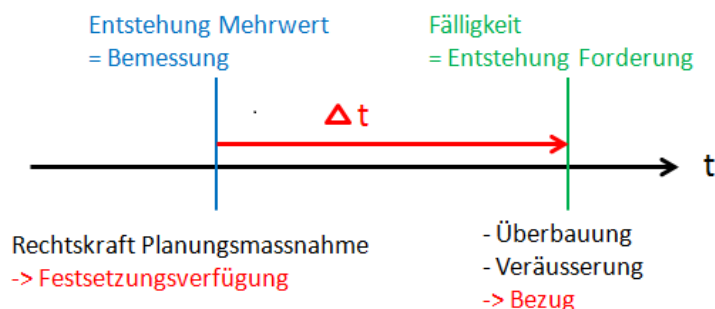 Entstehung Mehrwert
= Bemessung
Fälligkeit
= Entstehung Forderung
Δ t
t
Rechtskraft Planungsmassnahme
-> Festsetzungsverfügung
- Überbauung
- Veräusserung
-> Bezug